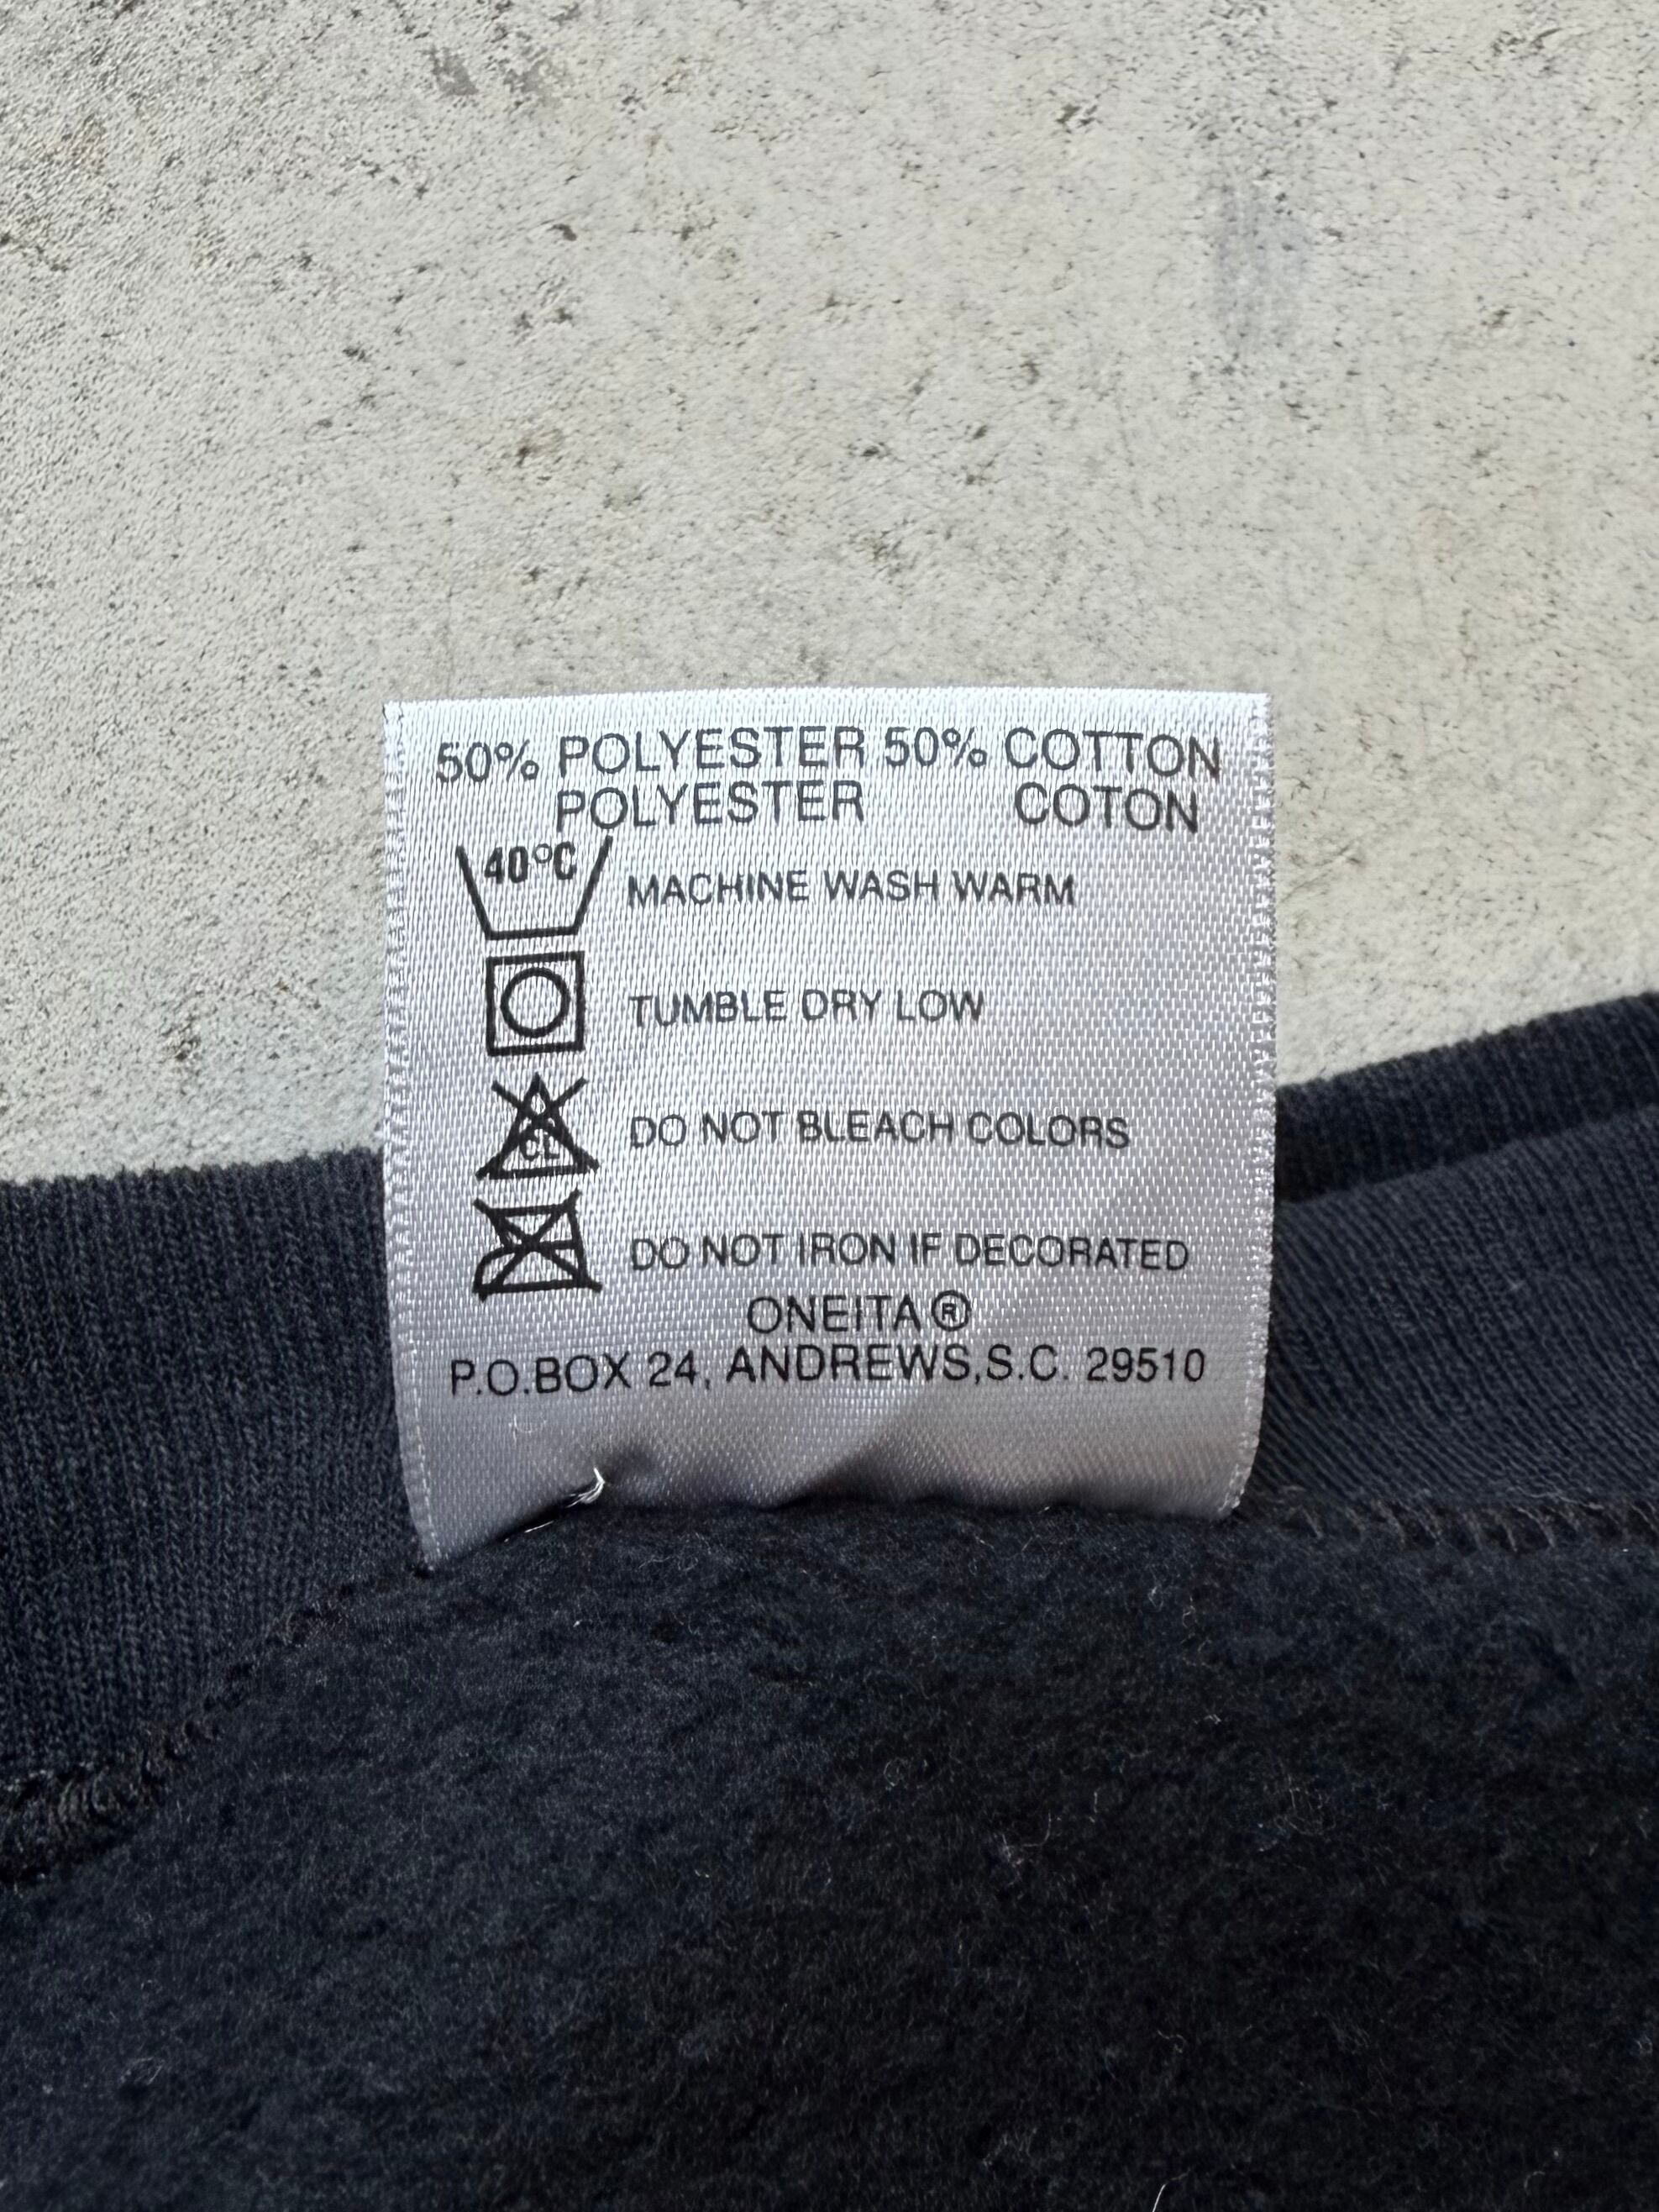 50% POLYESTER 50% COTTON
POLYESTER COTON
40°C MACHINE WASH WARM
TUMBLE DRY LOW
CL DO NOT BLEACH COLORS
DO NOT IRON IF DECORATED
ONEITA®
P.O.BOX 24, ANDREWS,S.C. 29510